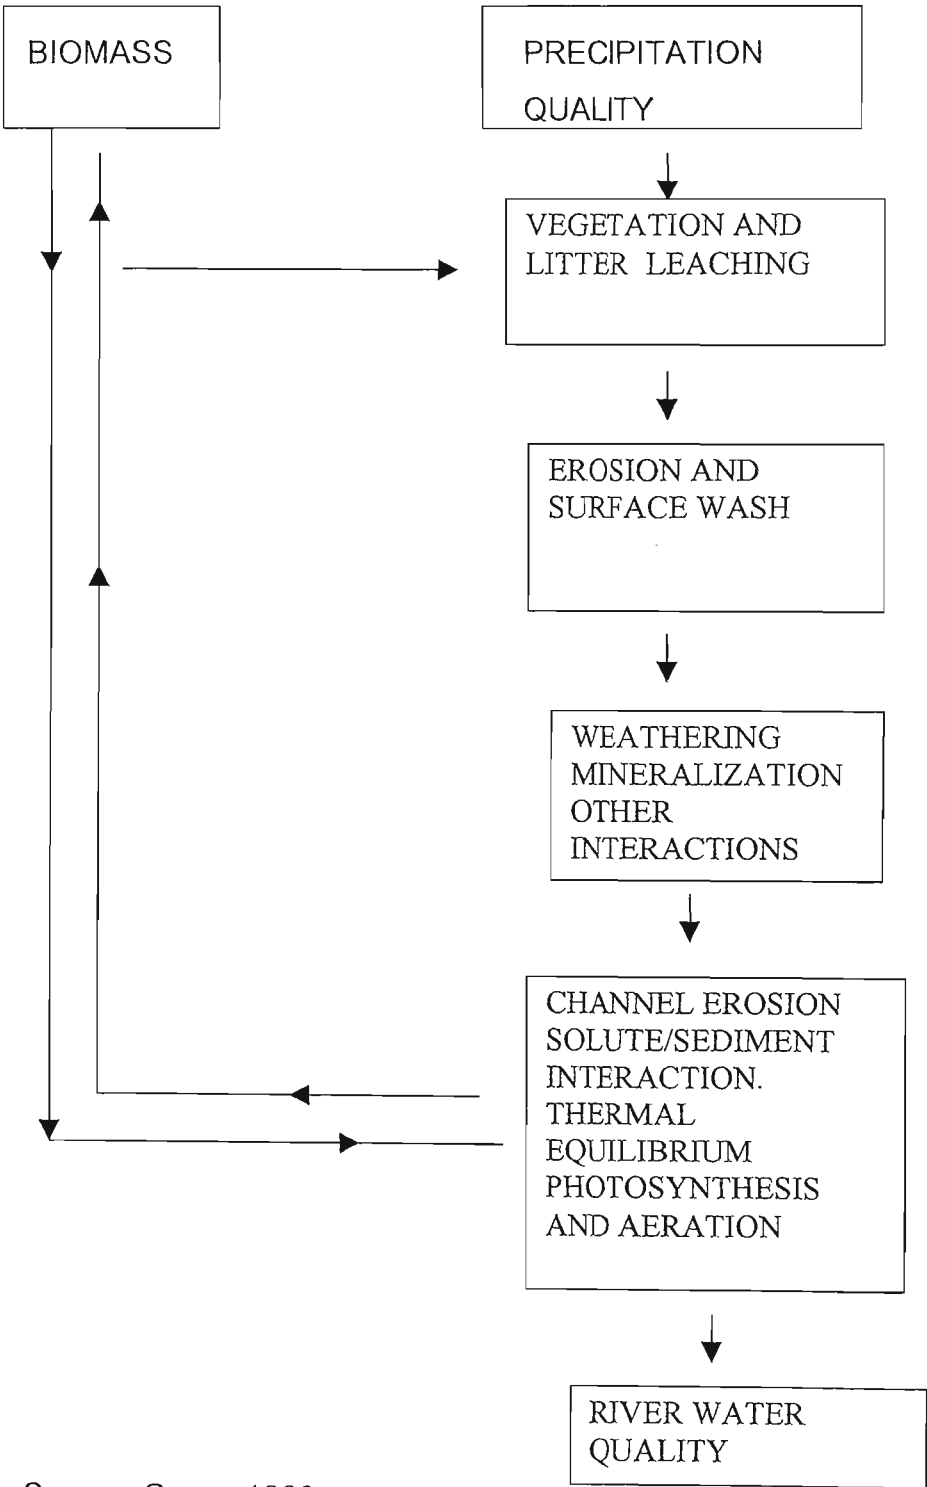 BIOMASS
PRECIPITATION
QUALITY
VEGETATION AND
LITTER LEACHING
EROSION AND
SURFACE WASH
WEATHERING
MINERALIZATION
OTHER
INTERACTIONS
CHANNEL EROSION
SOLUTE/SEDIMENT
INTERACTION.
THERMAL
EQUILIBRIUM
PHOTOSYNTHESIS
AND AERATION
RIVER WATER
QUALITY